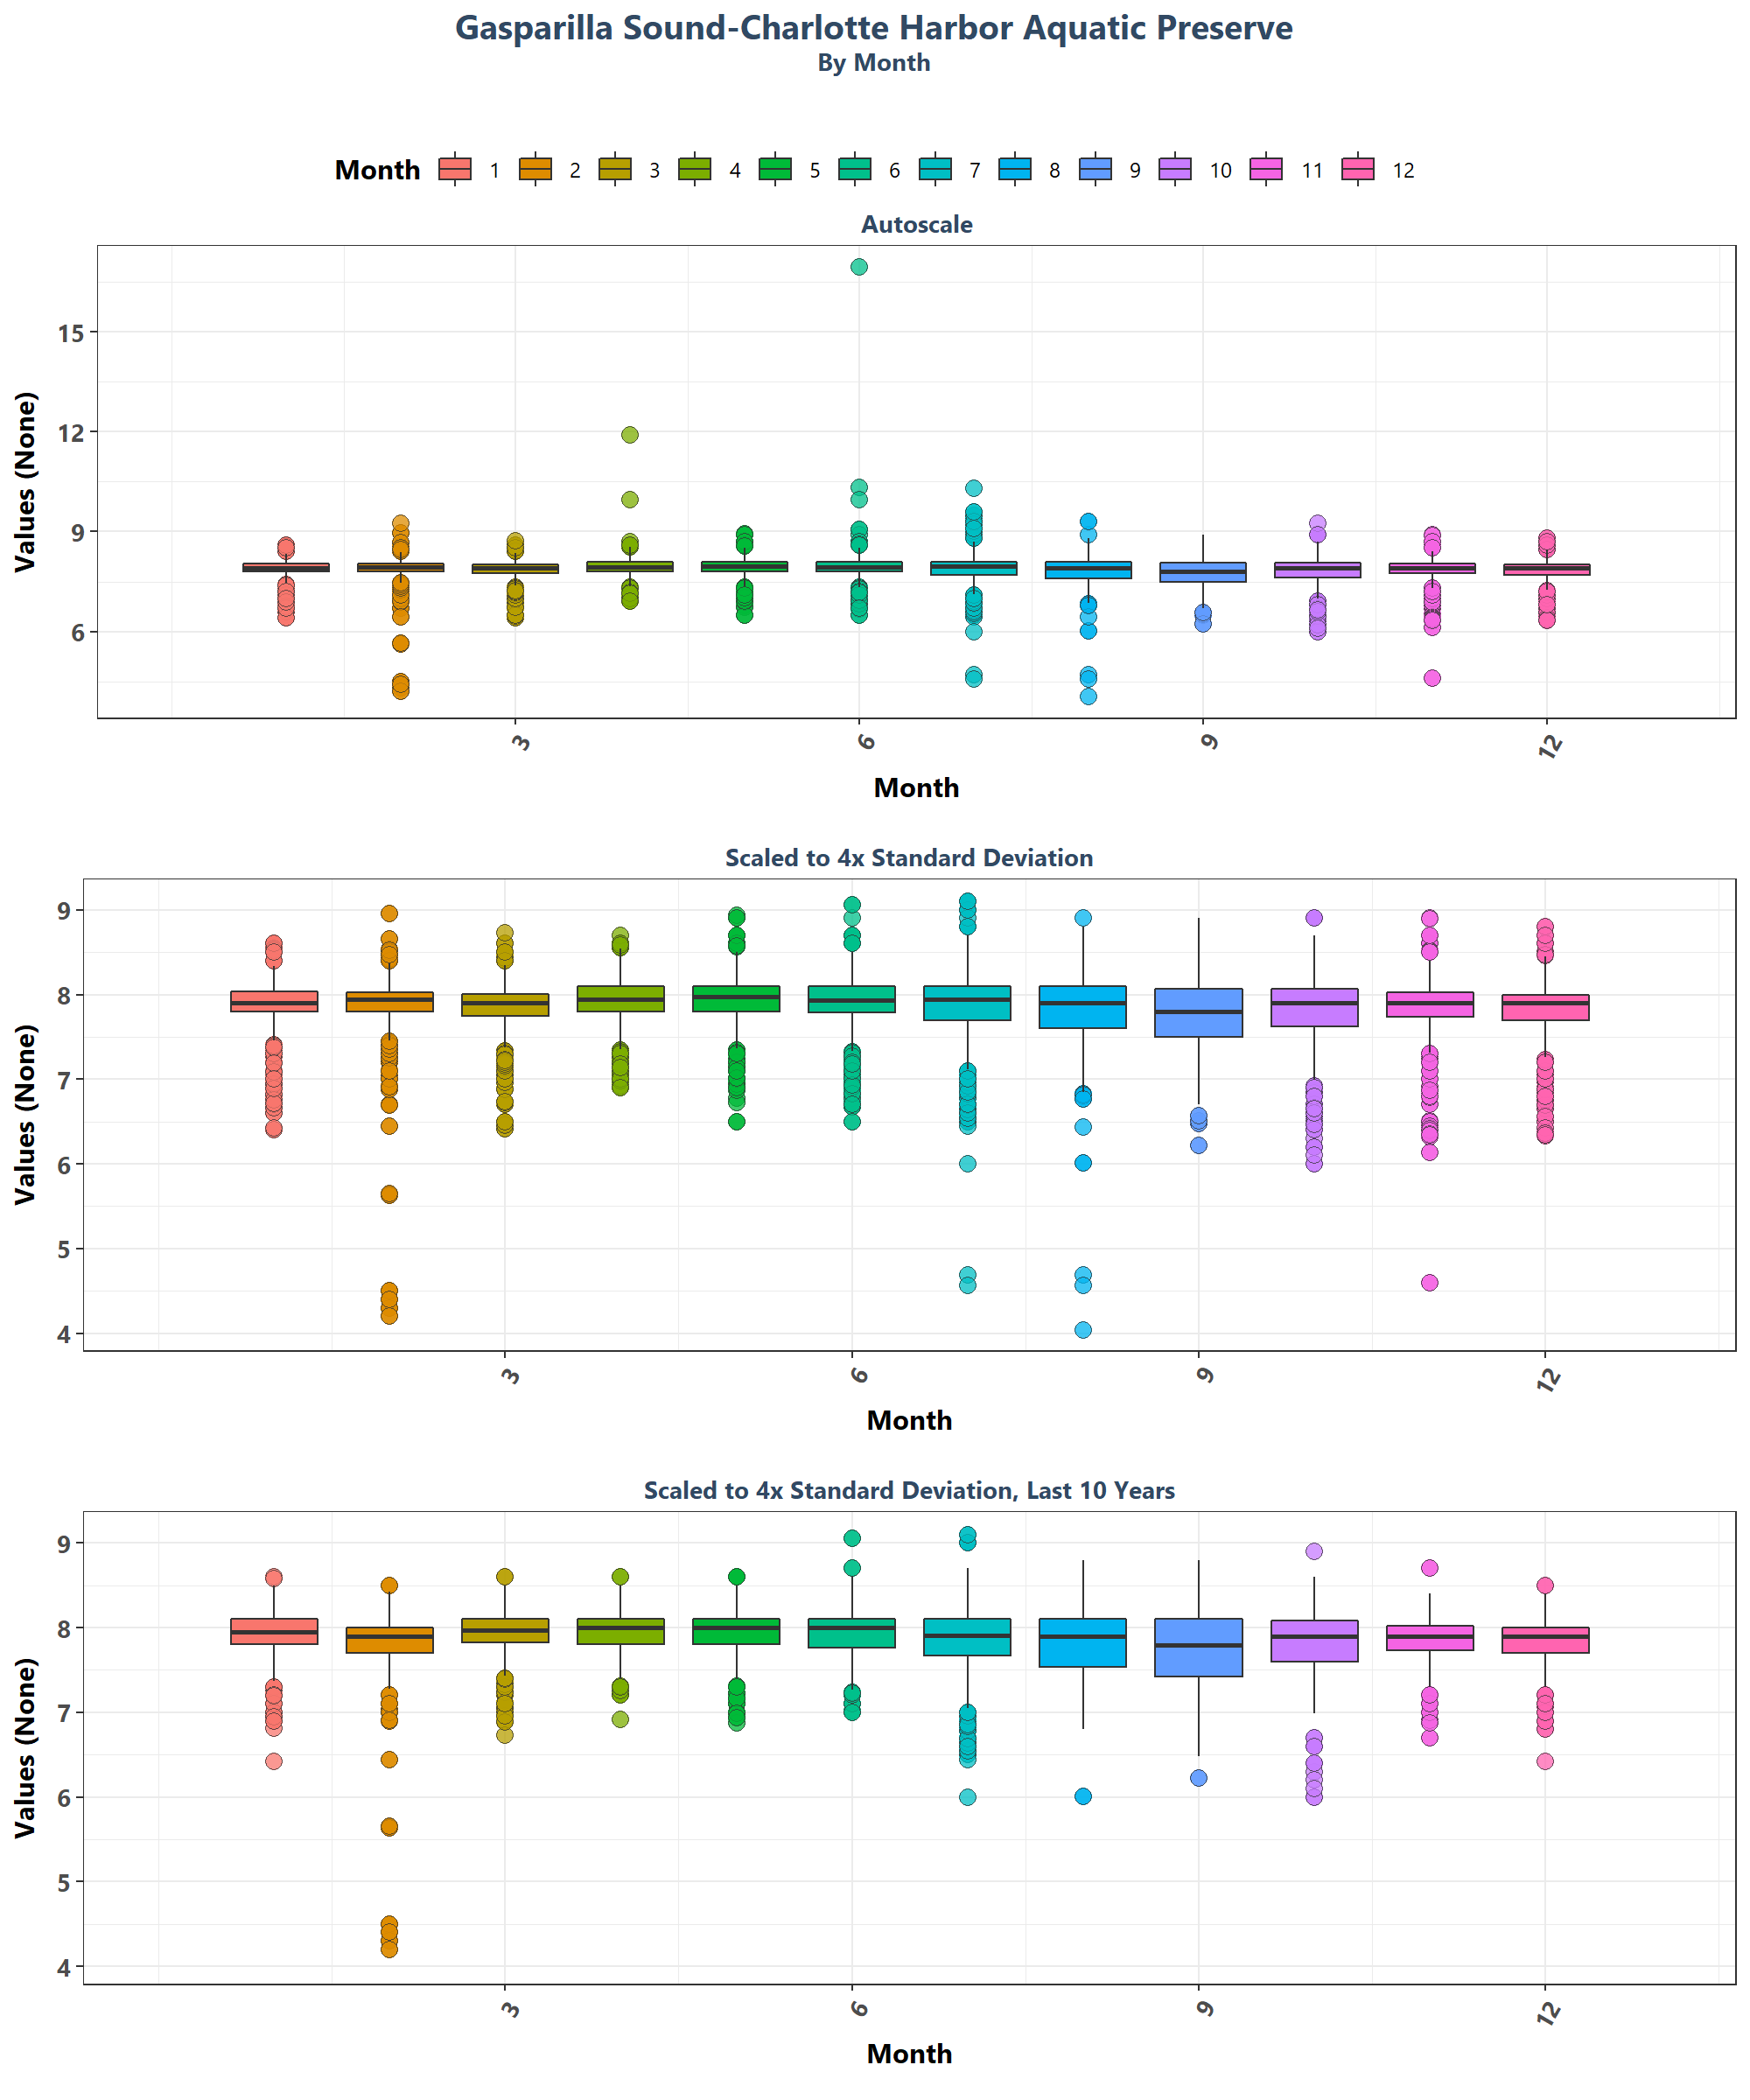 Gasparilla Sound-Charlotte Harbor Aquatic Preserve
By Month
Month 1 2 3 4 5 6 7 8 9 10 11 12
Autoscale
Values (None)
15
12
9
6
3 6 9 12
Month
Scaled to 4x Standard Deviation
Values (None)
9
8
7
6
5
4
3 6 9 12
Month
Scaled to 4x Standard Deviation, Last 10 Years
Values (None)
9
8
7
6
5
4
3 6 9 12
Month